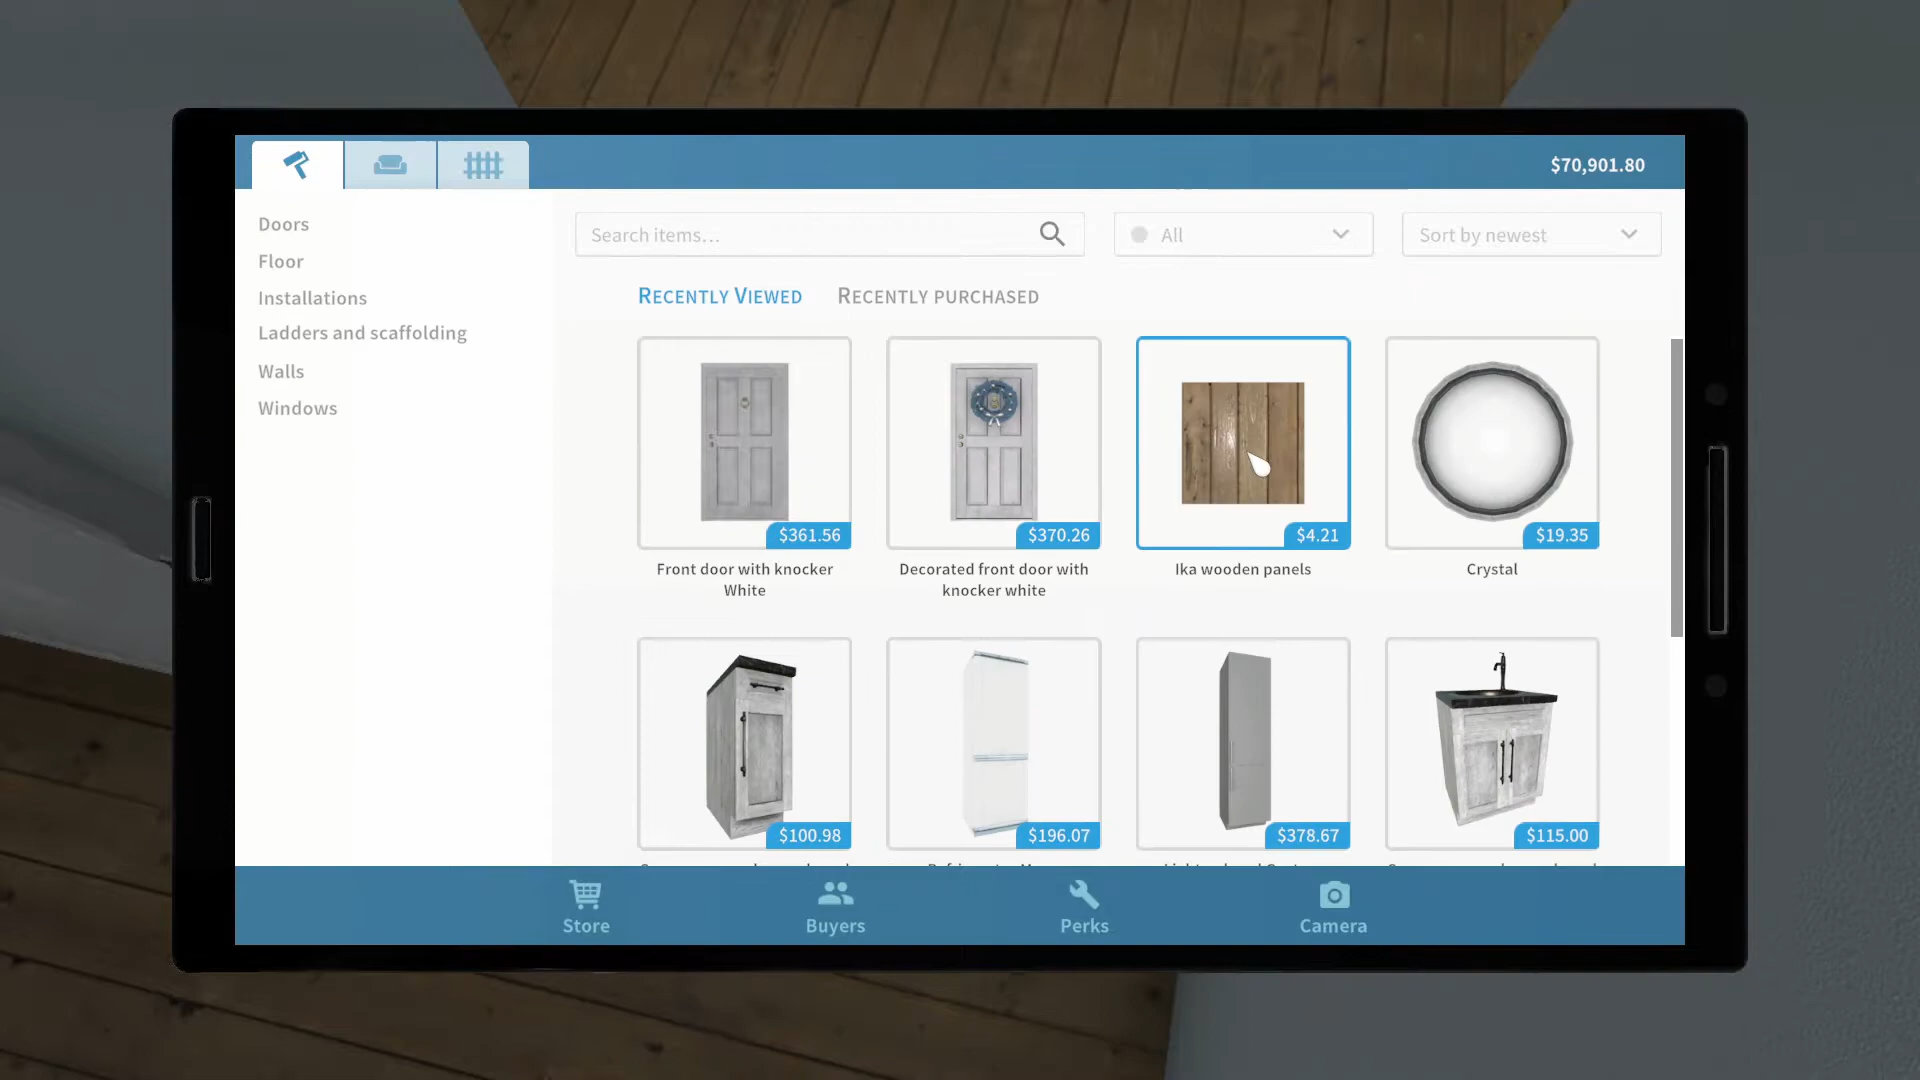 $70,901.80
Doors
Floor
Installations
Ladders and scaffolding
Walls
Windows
Search items...
All
Sort by newest
Recently Viewed
Recently purchased
$361.56
$370.26
$4.21
$19.35
Front door with knocker
White
Decorated front door with
knocker white
Ika wooden panels
Crystal
$100.98
$196.07
$378.67
$115.00
Store
Buyers
Perks
Camera